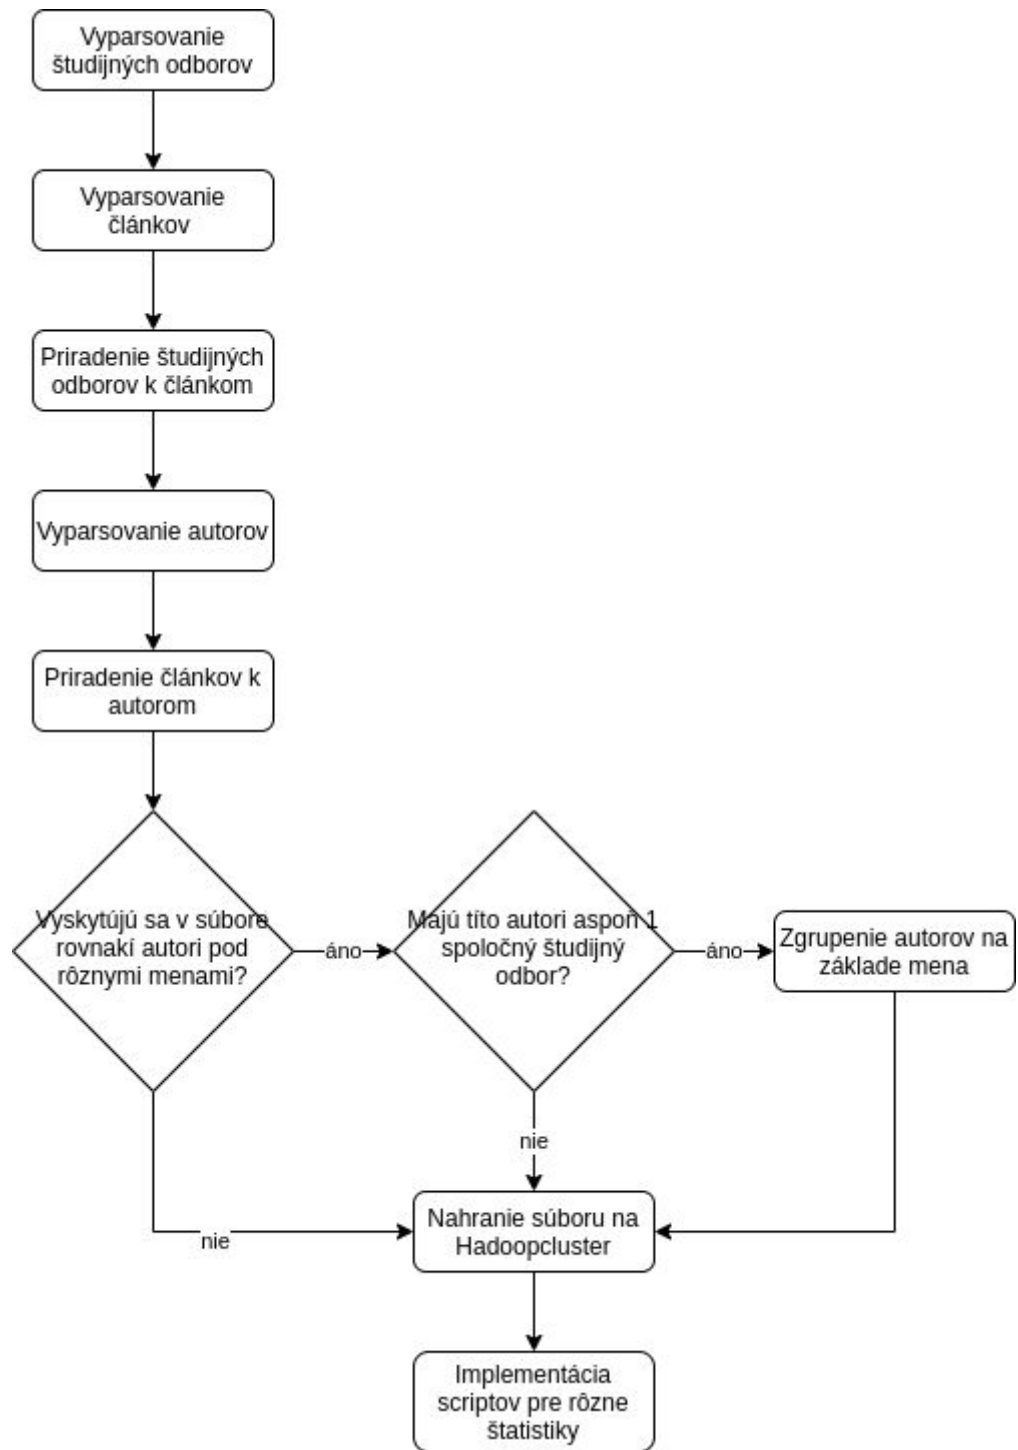 Vyparsovanie
študijných odborov
Vyparsovanie
článkov
Priradenie študijných
odborov k článkom
Vyparsovanie autorov
Priradenie článkov k
autorom
Vyskytújú sa v súbore
rovnakí autori pod
rôznymi menami?
áno
Majú títo autori aspoň 1
spoločný študijný
odbor?
áno
Zgrupenie autorov na
základe mena
nie
nie
Nahranie súboru na
Hadoopcluster
Implementácia
scriptov pre rôzne
štatistiky